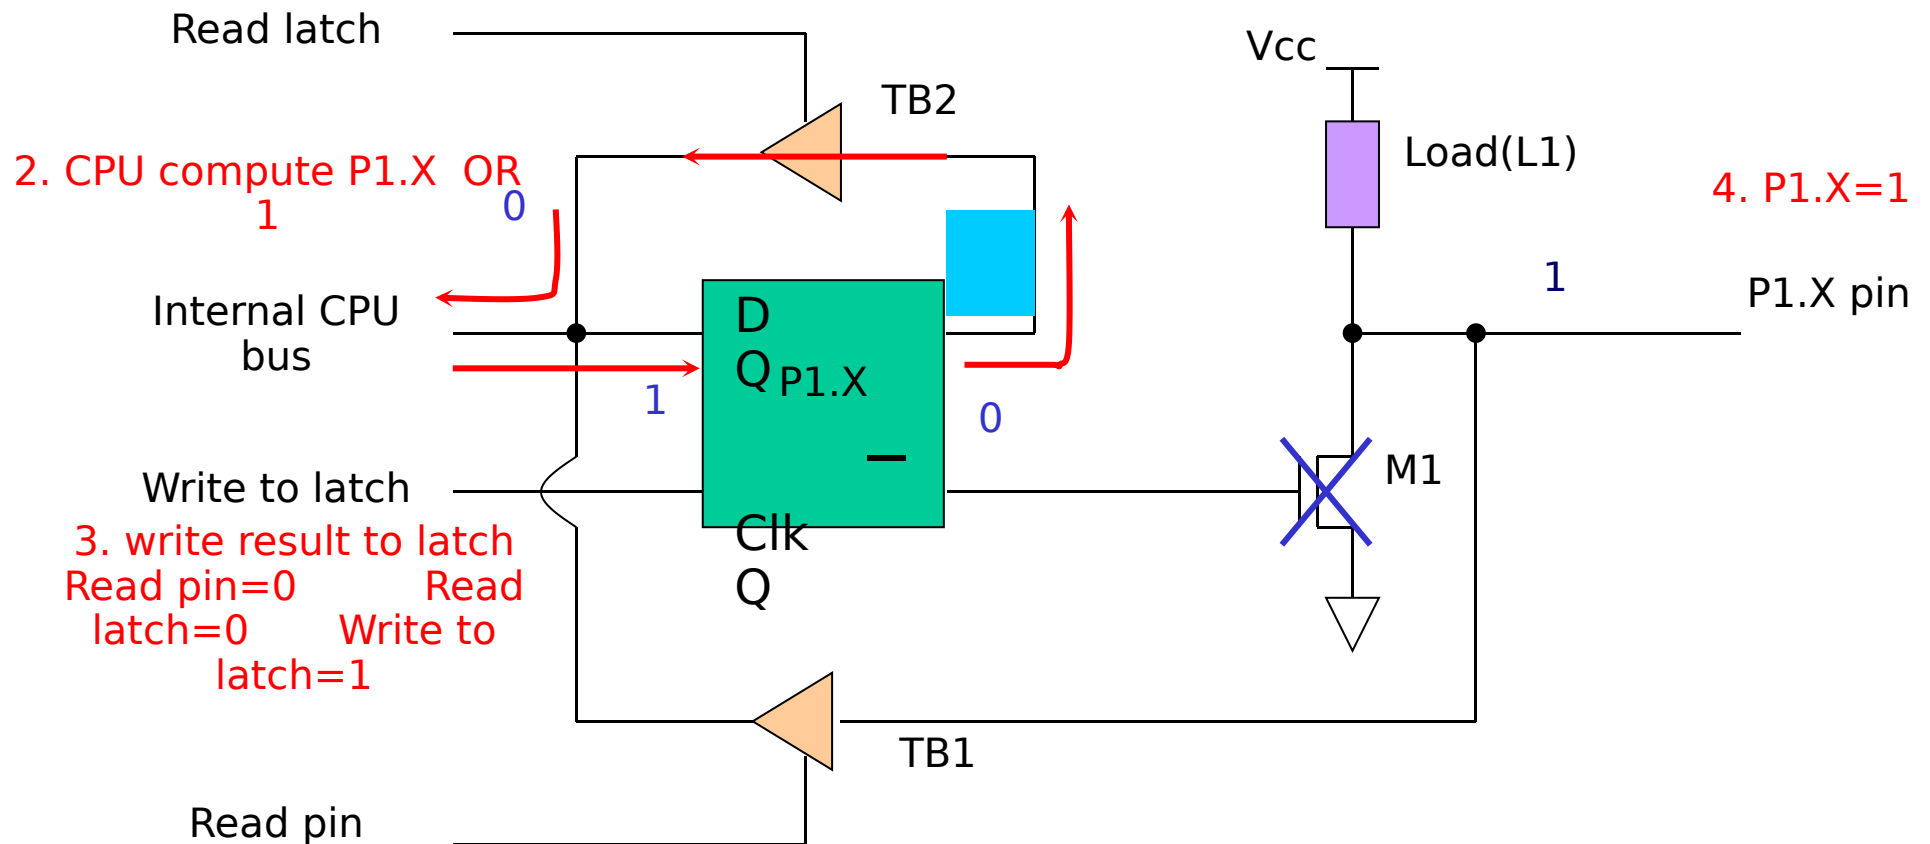 Read latch
Vcc
TB2
Load(L1)
2. CPU compute P1.X  OR
1
0
4. P1.X=1
1
P1.X pin
Internal CPU
bus
D
Q
P1.X
1
0
M1
Write to latch
Clk
Q
3. write result to latch
Read pin=0 Read
latch=0 Write to
latch=1
TB1
Read pin